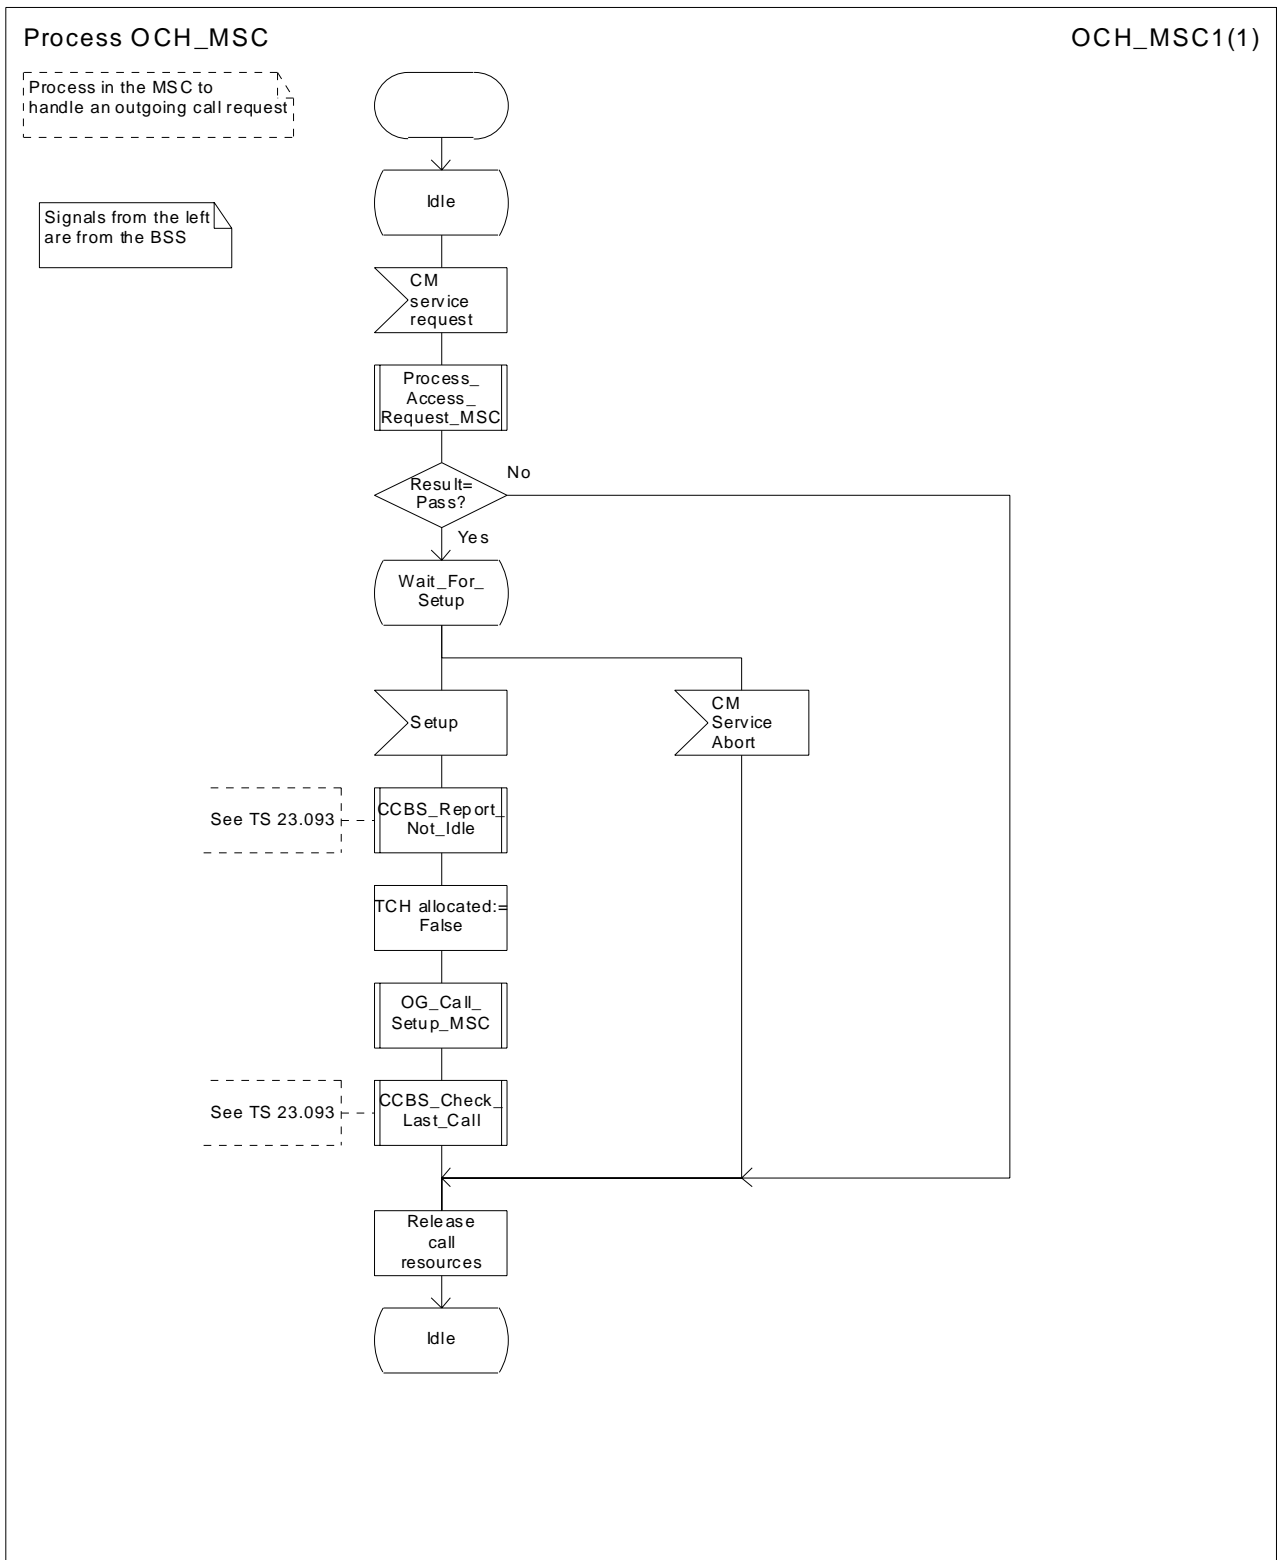 Process OCH_MSC
OCH_MSC1(1)
Process in the MSC to
handle an outgoing call request
Signals from the left
are from the BSS
Idle
CM
service
request
Process_
Access_
Request_MSC
Result=
Pass?
No
Yes
Wait_For_
Setup
Setup
CM
Service
Abort
See TS 23.093
CCBS_Report_
Not_Idle
TCH allocated:=
False
OG_Call_
Setup_MSC
See TS 23.093
CCBS_Check_
Last_Call
Release
call
resources
Idle